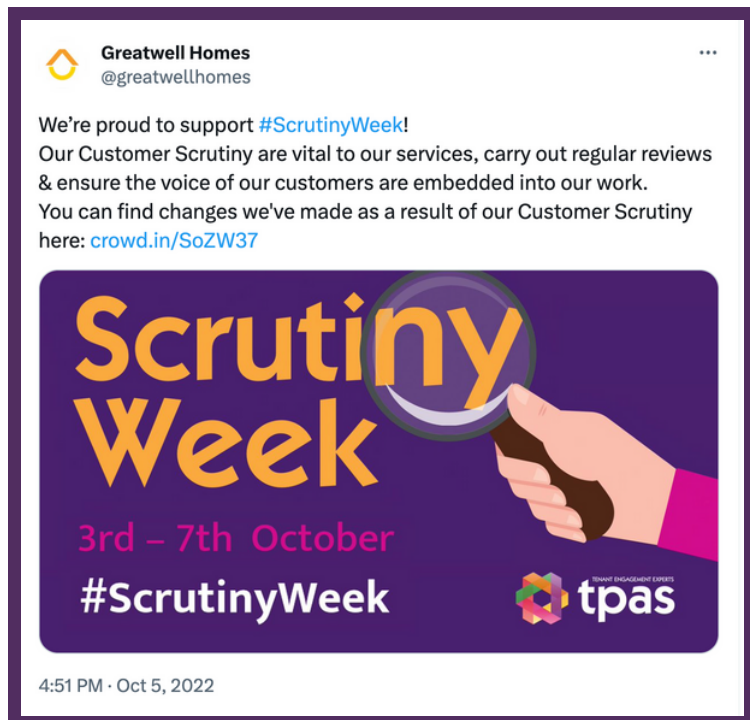 Greatwell Homes
@greatwellhomes
We’re proud to support #ScrutinyWeek!
Our Customer Scrutiny are vital to our services, carry out regular reviews
& ensure the voice of our customers are embedded into our work.
You can find changes we've made as a result of our Customer Scrutiny
here: crowd.in/SoZW37
Scrutiny
Week
3rd – 7th October
#ScrutinyWeek
TENANT ENGAGEMENT EXPERTS
tpas
4:51 PM · Oct 5, 2022